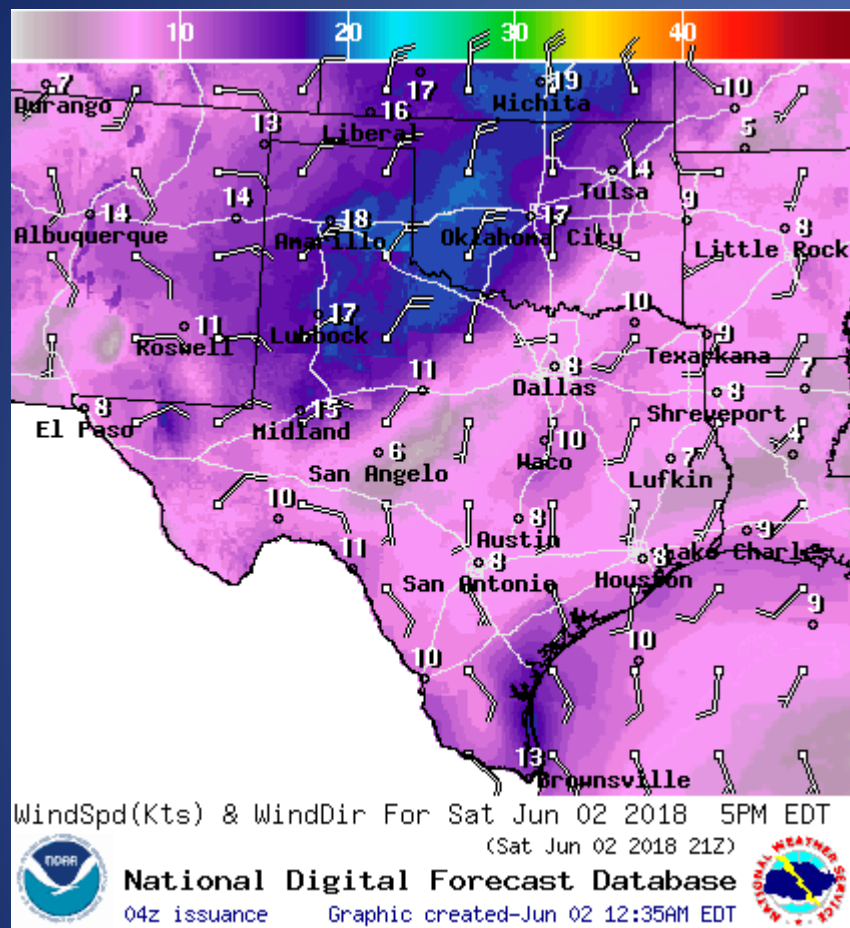 10 20 30 40
7 17 19 10
Durango Wichita
16
Liberal
13 5
14
Tulsa
14 14 18 17 9 8
Albuquerque Amarillo Oklahoma City Little Rock
11 17 10 9
Roswell Lubbock Texarkana
11 8 7
Dallas
8 15 8
El Paso Midland Shreveport
6 10 7 4
San Angelo Waco Lufkin
10 8 9
Austin Lake Charles
11 8 8
San Antonio Houston
9
10 10
13
Brownsville
WindSpd(Kts) & WindDir For Sat Jun 02 2018 5PM EDT
(Sat Jun 02 2018 21Z)
NOAA
National Digital Forecast Database
04z issuance Graphic created-Jun 02 12:35AM EDT
NATIONAL WEATHER SERVICE